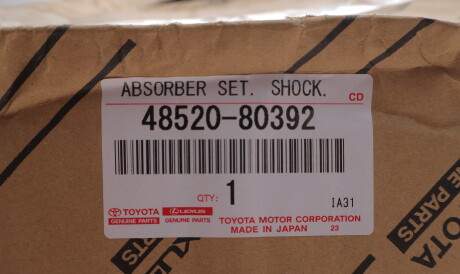 ABSORBER SET. SHOCK.
CD
48520-80392
QTY: 1
IA31
TOYOTA LEXUS
GENUINE PARTS GENUINE PARTS
TOYOTA MOTOR CORPORATION
MADE IN JAPAN 23
PARTS